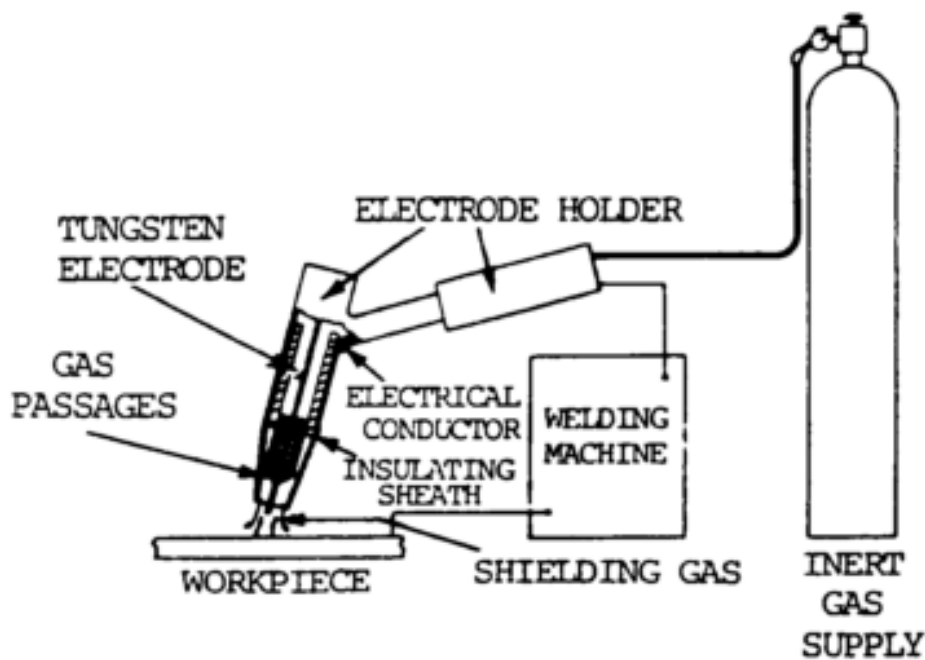 ELECTRODE HOLDER
TUNGSTEN
ELECTRODE
GAS
PASSAGES
ELECTRICAL
CONDUCTOR
INSULATING
SHEATH
WELDING
MACHINE
WORKPIECE
SHIELDING GAS
INERT
GAS
SUPPLY